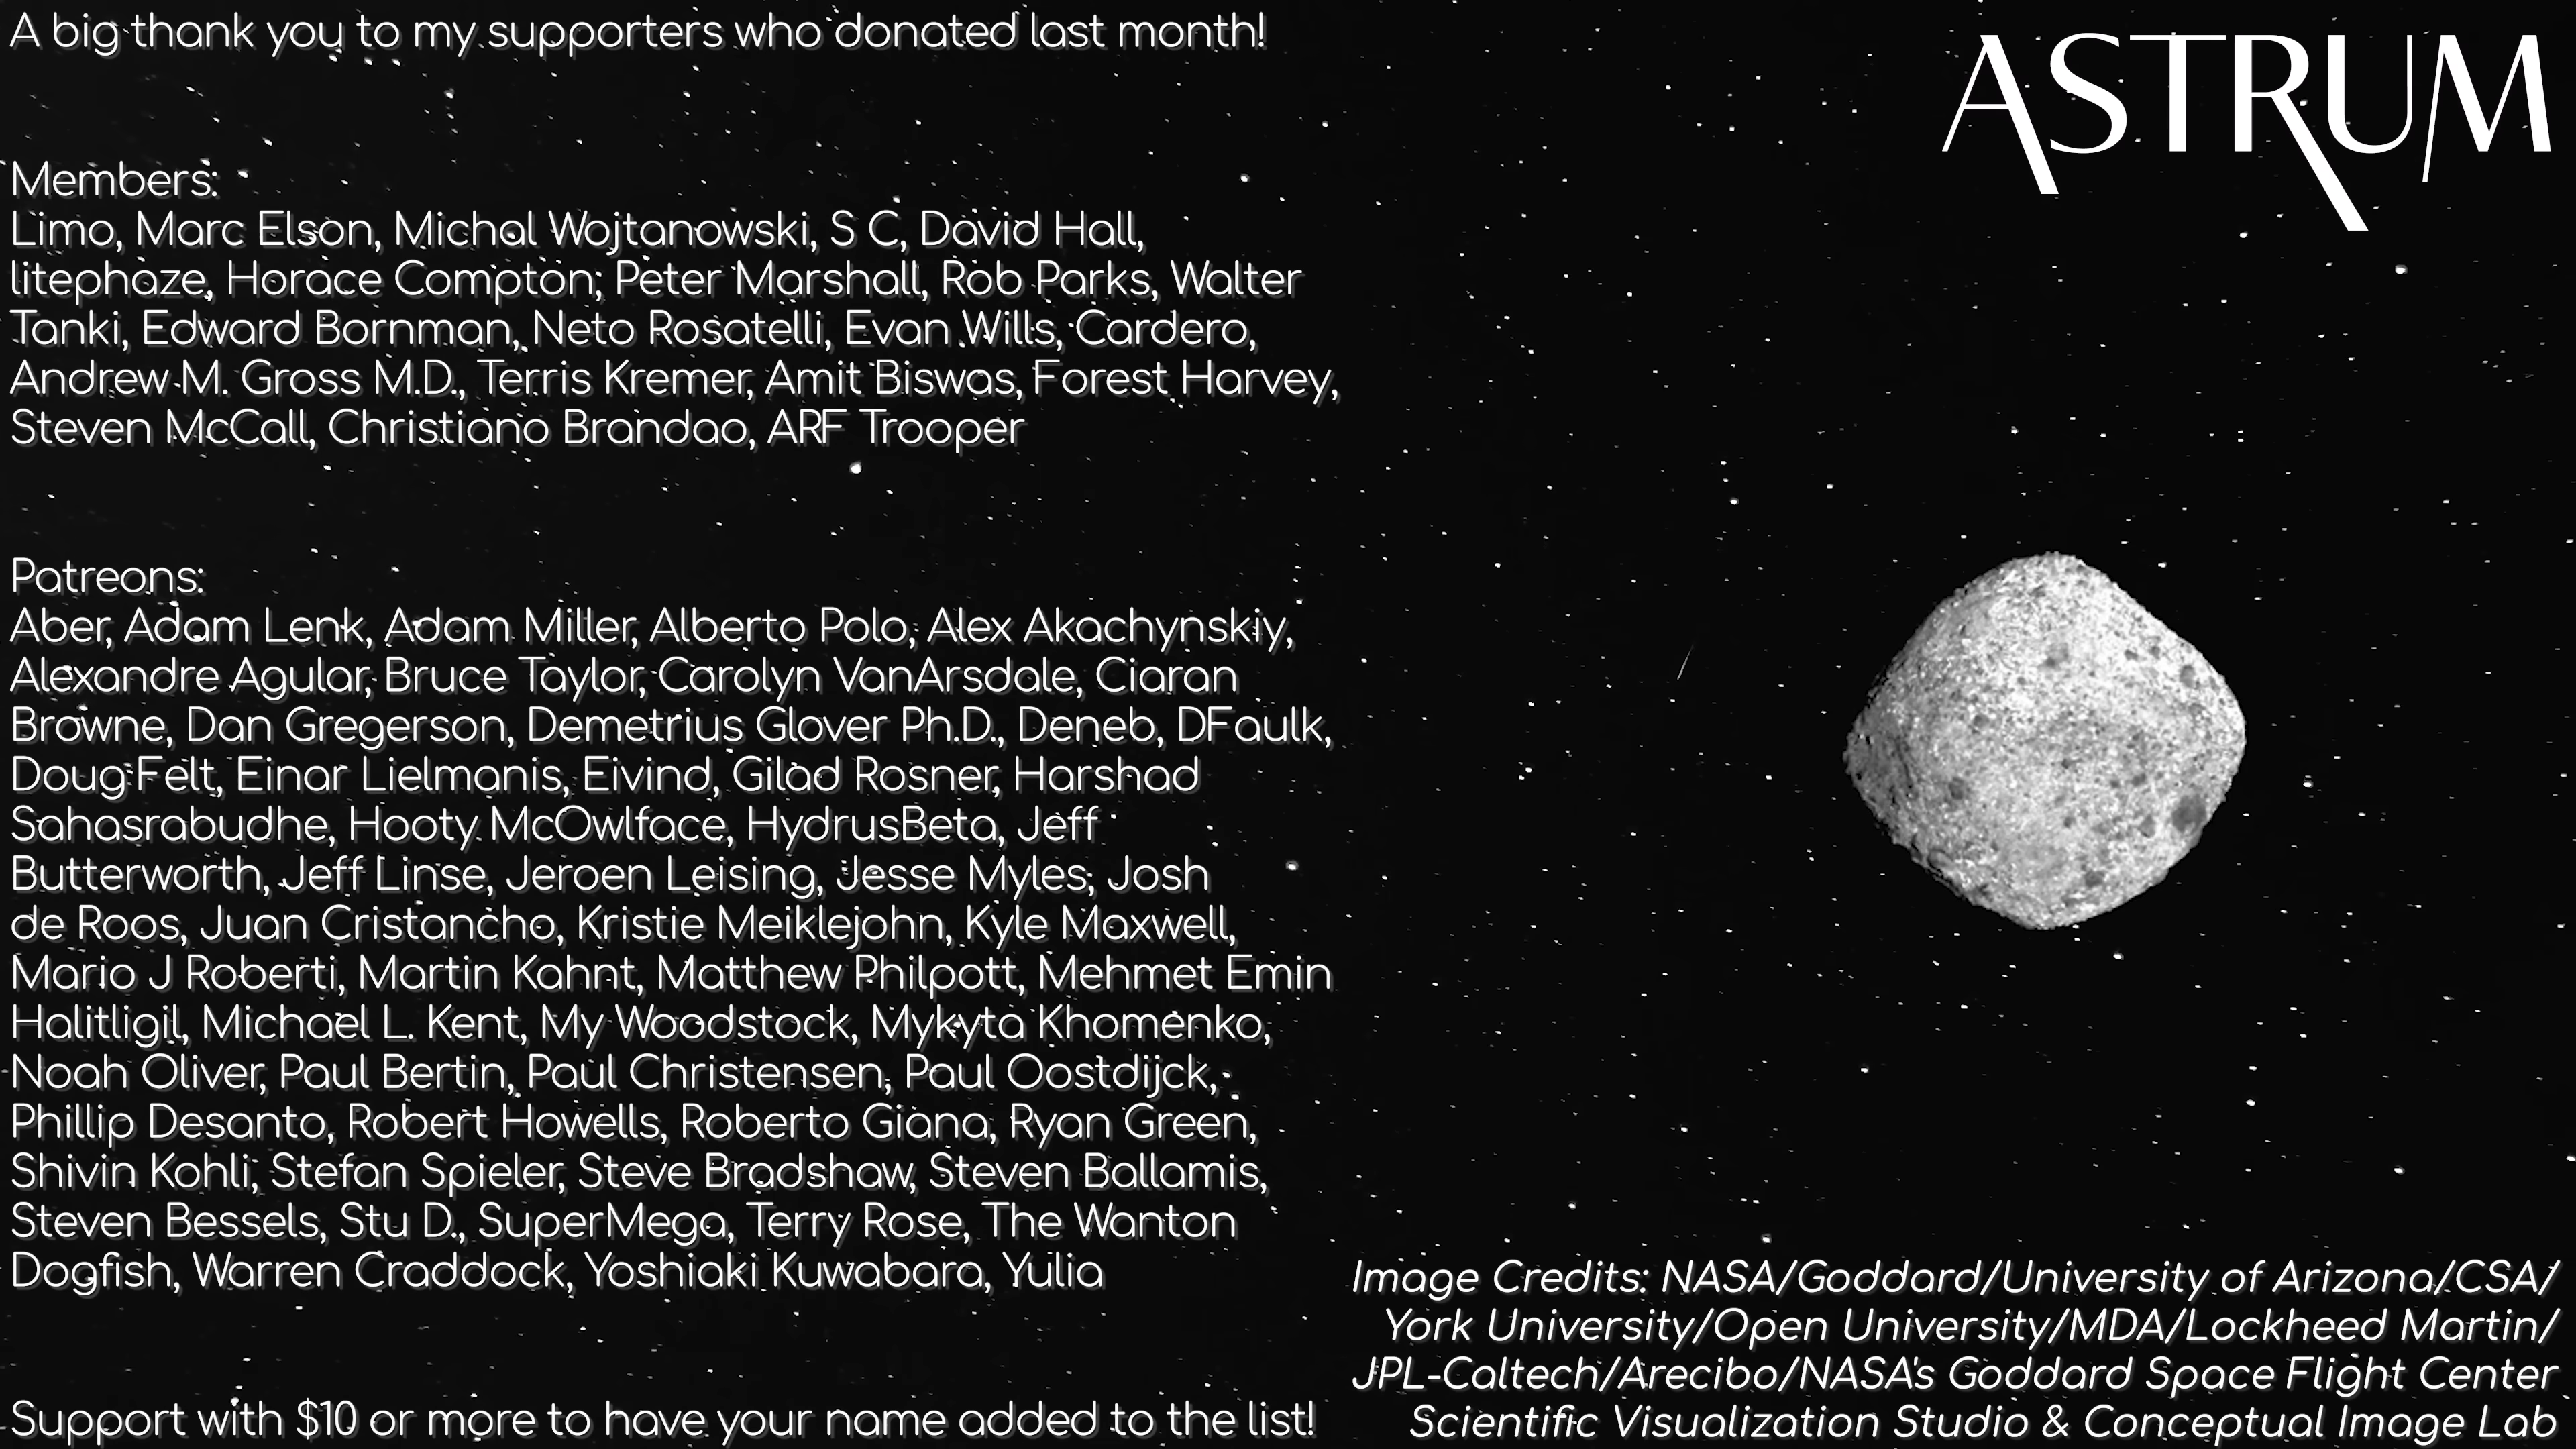 A big thank you to my supporters who donated last month!
ASTRUM
Members:
Limo, Marc Elson, Michal Wojtanowski, S C, David Hall,
litephaze, Horace Compton, Peter Marshall, Rob Parks, Walter
Tanki, Edward Bornman, Neto Rosatelli, Evan Wills, Cardero,
Andrew M. Gross M.D., Terris Kremer, Amit Biswas, Forest Harvey,
Steven McCall, Christiano Brandao, ARF Trooper
Patreons:
Aber, Adam Lenk, Adam Miller, Alberto Polo, Alex Akachynskiy,
Alexandre Agular, Bruce Taylor, Carolyn VanArsdale, Ciaran
Browne, Dan Gregerson, Demetrius Glover Ph.D., Deneb, DFaulk,
Doug Felt, Einar Lielmanis, Eivind, Gilad Rosner, Harshad
Sahasrabudhe, Hooty McOwlface, HydrusBeta, Jeff
Butterworth, Jeff Linse, Jeroen Leising, Jesse Myles, Josh
de Roos, Juan Cristancho, Kristie Meiklejohn, Kyle Maxwell,
Mario J Roberti, Martin Kahnt, Matthew Philpott, Mehmet Emin
Halitligil, Michael L. Kent, My Woodstock, Mykyta Khomenko,
Noah Oliver, Paul Bertin, Paul Christensen, Paul Oostdijck,
Phillip Desanto, Robert Howells, Roberto Giana, Ryan Green,
Shivin Kohli, Stefan Spieler, Steve Bradshaw, Steven Ballamis,
Steven Bessels, Stu D., SuperMega, Terry Rose, The Wanton
Dogfish, Warren Craddock, Yoshiaki Kuwabara, Yulia
Support with $10 or more to have your name added to the list!
Image Credits: NASA/Goddard/University of Arizona/CSA/
York University/Open University/MDA/Lockheed Martin/
JPL-Caltech/Arecibo/NASA's Goddard Space Flight Center
Scientific Visualization Studio & Conceptual Image Lab